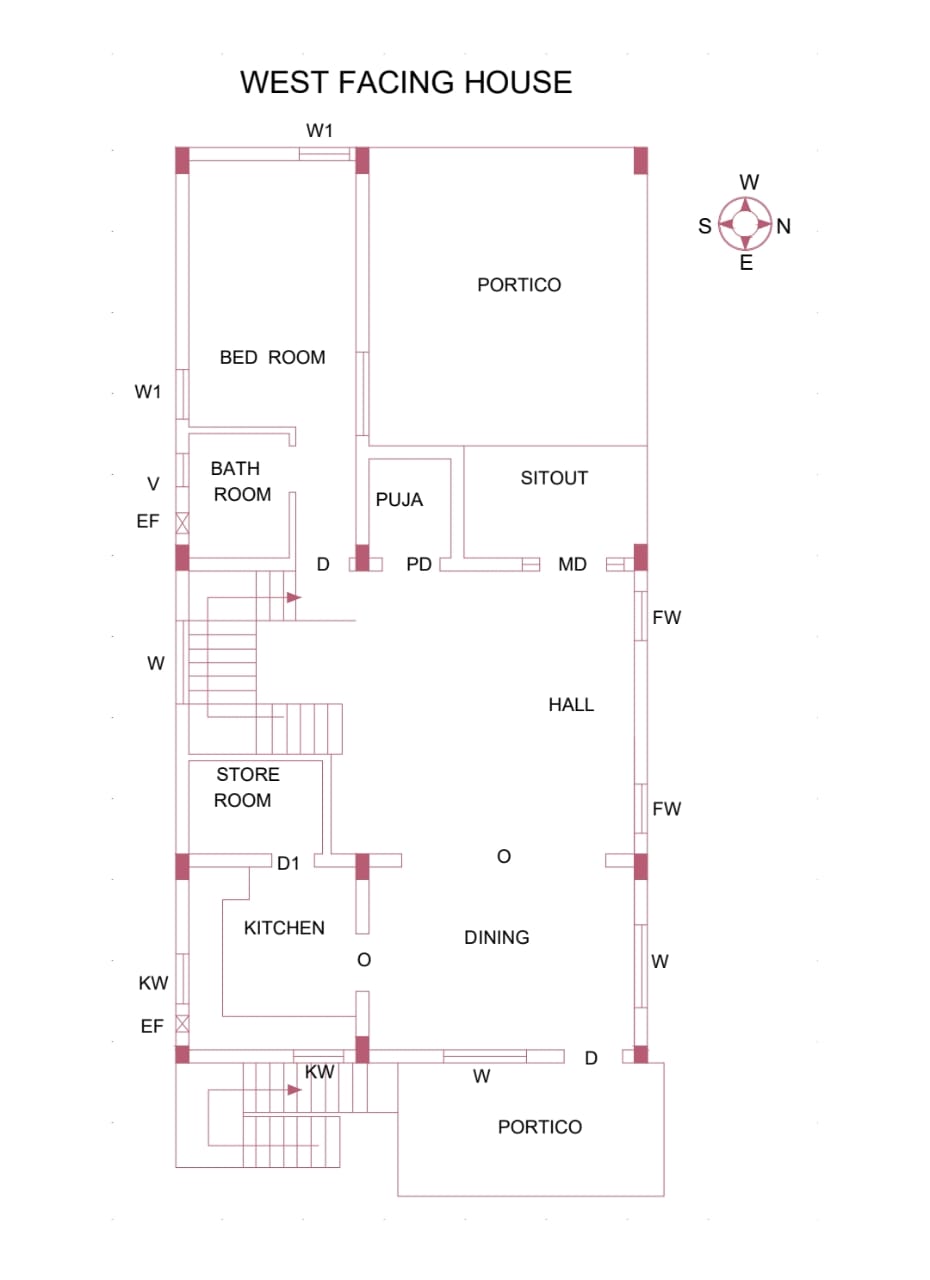 WEST FACING HOUSE
W1
W
S N
E
PORTICO
BED ROOM
W1
BATH
ROOM
SITOUT
V
PUJA
EF
D
PD
MD
FW
W
HALL
STORE
ROOM
FW
O
D1
KITCHEN
DINING
O
W
KW
EF
D
KW
W
PORTICO